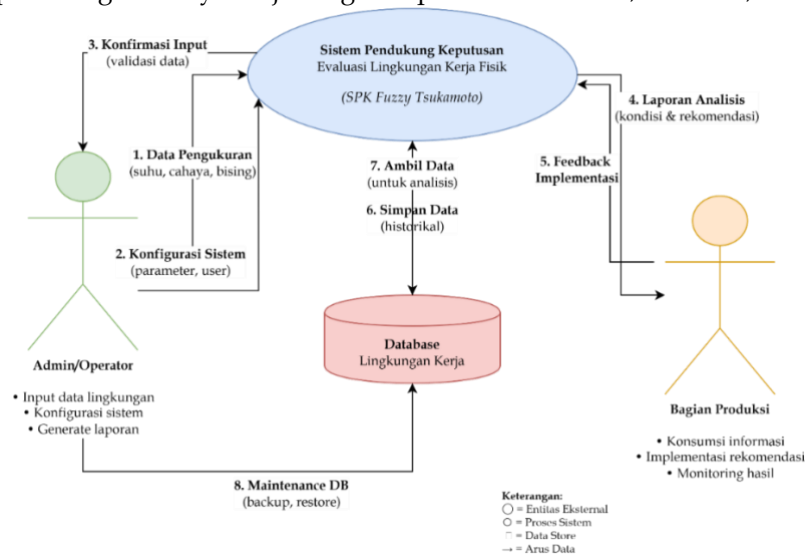 3. Konfirmasi Input
(validasi data)
Sistem Pendukung Keputusan
Evaluasi Lingkungan Kerja Fisik
(SPK Fuzzy Tsukamoto)
4. Laporan Analisis
(kondisi & rekomendasi)
1. Data Pengukuran
(suhu, cahaya, bising)
7. Ambil Data
(untuk analisis)
5. Feedback
Implementasi
6. Simpan Data
(historikal)
2. Konfigurasi Sistem
(parameter, user)
Database
Lingkungan Kerja
Admin/Operator
• Input data lingkungan
• Konfigurasi sistem
• Generate laporan
Bagian Produksi
• Konsumsi informasi
• Implementasi rekomendasi
• Monitoring hasil
8. Maintenance DB
(backup, restore)
Keterangan:
= Entitas Eksternal
= Proses Sistem
= Data Store
→ = Arus Data